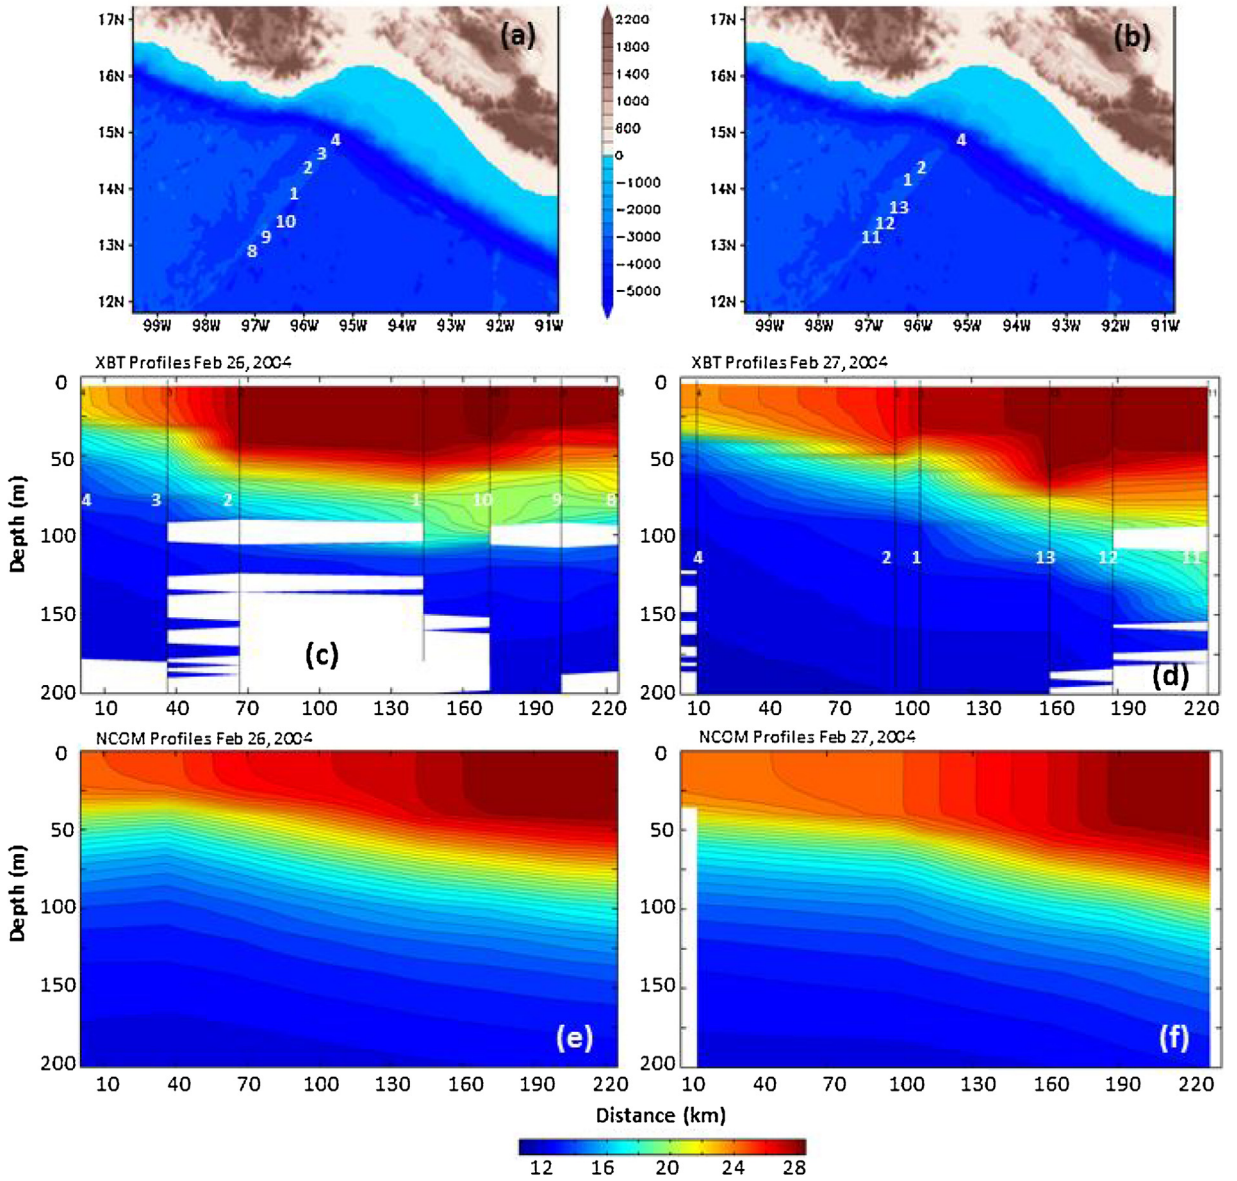 17N
16N
15N
14N
13N
12N
(a)
4
3
2
1
10
9
8
99W 98W 97W 96W 95W 94W 93W 92W 91W
2200
1800
1400
1000
600
0
-1000
-2000
-3000
-4000
-5000
17N
16N
15N
14N
13N
12N
(b)
4
2
1
13
12
11
99W 98W 97W 96W 95W 94W 93W 92W 91W
XBT Profiles Feb 26, 2004
0
50
100
150
200
Depth (m)
4 3 2 1 10 9 8
(c)
10 40 70 100 130 160 190 220
XBT Profiles Feb 27, 2004
0
50
100
150
200
4 2 1 13 12 11
(d)
10 40 70 100 130 160 190 220
NCOM Profiles Feb 26, 2004
0
50
100
150
200
Depth (m)
(e)
10 40 70 100 130 160 190 220
NCOM Profiles Feb 27, 2004
0
50
100
150
200
(f)
10 40 70 100 130 160 190 220
Distance (km)
12 16 20 24 28